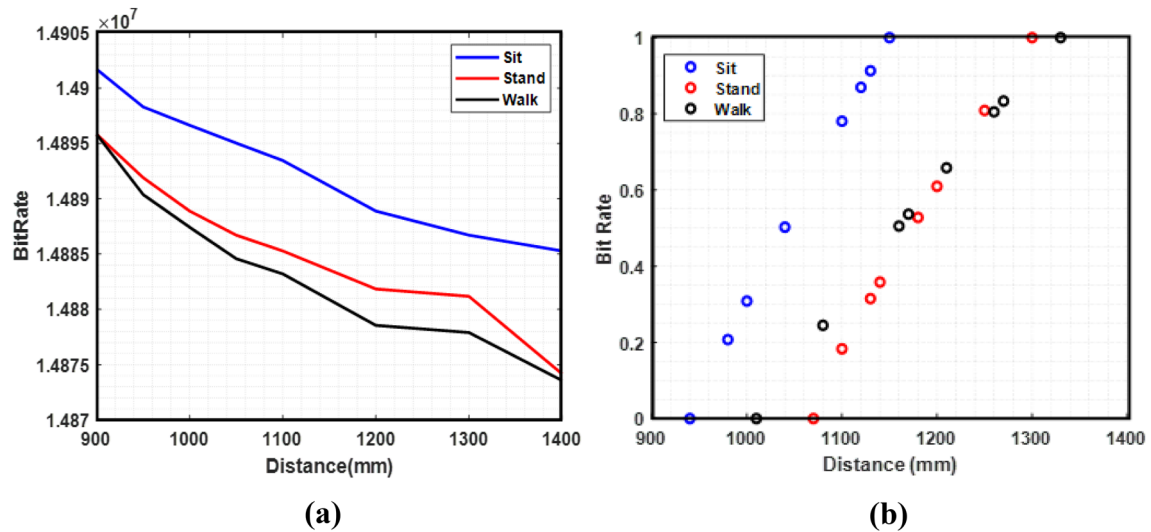 ×10^7
1.4905
1.49
1.4895
1.489
1.4885
1.488
1.4875
1.487
BitRate
900 1000 1100 1200 1300 1400
Distance(mm)
Sit
Stand
Walk
(a)
1
0.8
0.6
0.4
0.2
0
Bit Rate
900 1000 1100 1200 1300 1400
Distance (mm)
Sit
Stand
Walk
(b)